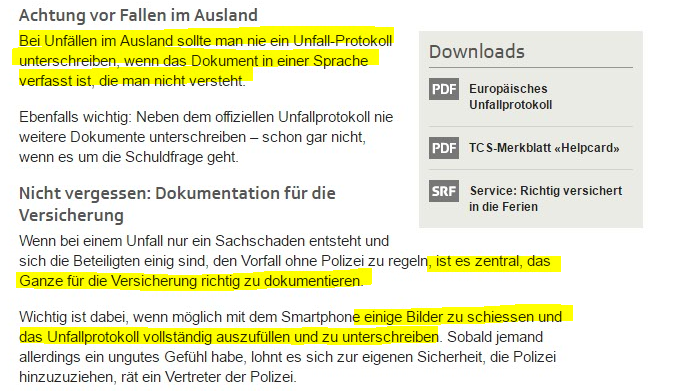 Achtung vor Fallen im Ausland
Bei Unfällen im Ausland sollte man nie ein Unfall-Protokoll
unterschreiben, wenn das Dokument in einer Sprache
verfasst ist, die man nicht versteht.
Ebenfalls wichtig: Neben dem offiziellen Unfallprotokoll nie
weitere Dokumente unterschreiben – schon gar nicht,
wenn es um die Schuldfrage geht.
Nicht vergessen: Dokumentation für die
Versicherung
Wenn bei einem Unfall nur ein Sachschaden entsteht und
sich die Beteiligten einig sind, den Vorfall ohne Polizei zu regeln, ist es zentral, das
Ganze für die Versicherung richtig zu dokumentieren.
Wichtig ist dabei, wenn möglich mit dem Smartphone einige Bilder zu schiessen und
das Unfallprotokoll vollständig auszufüllen und zu unterschreiben. Sobald jemand
allerdings ein ungutes Gefühl habe, lohnt es sich zur eigenen Sicherheit, die Polizei
hinzuzuziehen, rät ein Vertreter der Polizei.
Downloads
PDF Europäisches
Unfallprotokoll
PDF TCS-Merkblatt «Helpcard»
SRF Service: Richtig versichert
in die Ferien